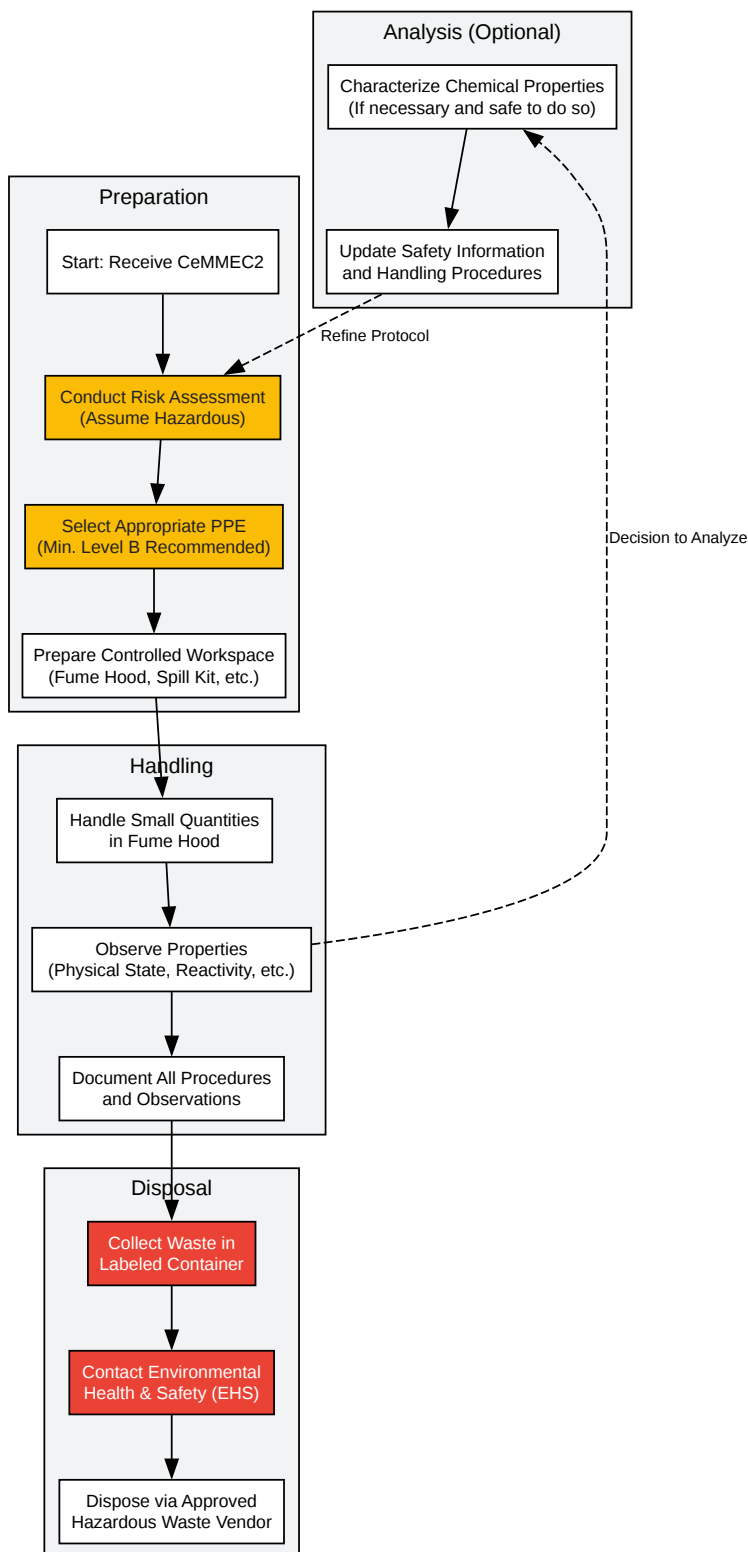 Analysis (Optional)
Characterize Chemical Properties
(If necessary and safe to do so)
Update Safety Information
and Handling Procedures
Refine Protocol
Decision to Analyze
Preparation
Start: Receive CeMMEC2
Conduct Risk Assessment
(Assume Hazardous)
Select Appropriate PPE
(Min. Level B Recommended)
Prepare Controlled Workspace
(Fume Hood, Spill Kit, etc.)
Handling
Handle Small Quantities
in Fume Hood
Observe Properties
(Physical State, Reactivity, etc.)
Document All Procedures
and Observations
Disposal
Collect Waste in
Labeled Container
Contact Environmental
Health & Safety (EHS)
Dispose via Approved
Hazardous Waste Vendor